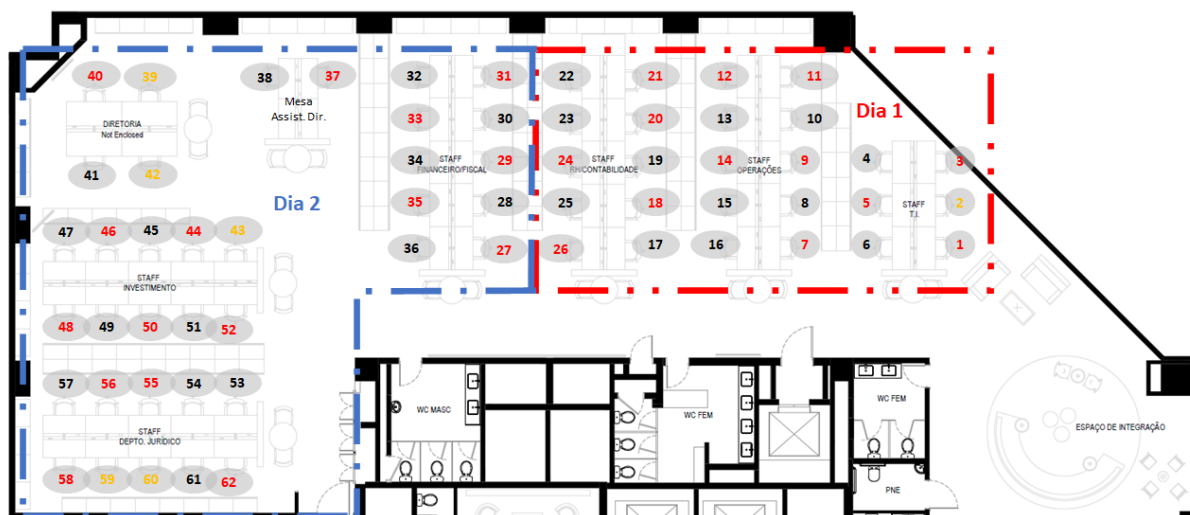 40 39 38 37 32 31 22 21 12 11
Mesa
Assist. Dir.
DIRETORIA
Not Enclosed
33 30 23 20 13 10
Dia 1
STAFF
FINANCEIRO/FISCAL
STAFF
RH/CONTABILIDADE
STAFF
OPERAÇÕES
34 29 24 19 14 9 4 3
41 42
Dia 2
35 28 25 18 15 8 5 2
STAFF
T.I.
47 46 45 44 43
36 27 26 17 16 7 6 1
STAFF
INVESTIMENTO
48 49 50 51 52
57 56 55 54 53
STAFF
DEPTO. JURÍDICO
58 59 60 61 62
WC MASC
WC FEM
WC FEM
PNE
ESPAÇO DE INTEGRAÇÃO